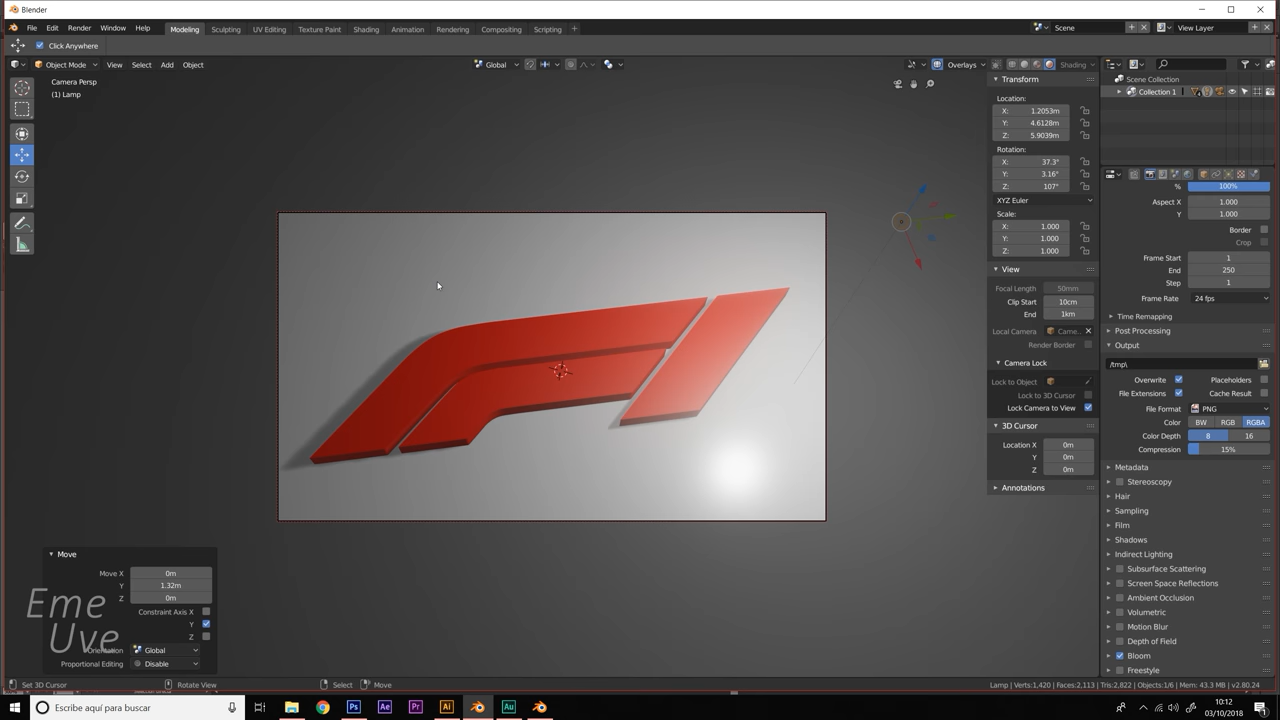 Blender
File Edit Render Window Help
Modeling Sculpting UV Editing Texture Paint Shading Animation Rendering Compositing Scripting +
Scene
View Layer
Click Anywhere
Object Mode View Select Add Object
Global
Overlays
Shading
Camera Persp
(1) Lamp
Transform
Location:
X: 1.2053m
Y: 4.6128m
Z: 5.9039m
Rotation:
X: 37.3°
Y: 3.16°
Z: 107°
XYZ Euler
Scale:
X: 1.000
Y: 1.000
Z: 1.000
View
Focal Length 50mm
Clip Start 10cm
End 1km
Local Camera Came...
Render Border
Camera Lock
Lock to Object
Lock to 3D Cursor
Lock Camera to View
3D Cursor
Location X 0m
Y 0m
Z 0m
Annotations
Scene Collection
Collection 1
% 100%
Aspect X 1.000
Y 1.000
Border
Crop
Frame Start 1
End 250
Step 1
Frame Rate 24 fps
Time Remapping
Post Processing
Output
/tmp\
Overwrite Placeholders
File Extensions Cache Result
File Format PNG
Color BW RGB RGBA
Color Depth 8 16
Compression 15%
Metadata
Stereoscopy
Hair
Sampling
Film
Shadows
Indirect Lighting
Subsurface Scattering
Screen Space Reflections
Ambient Occlusion
Volumetric
Motion Blur
Depth of Field
Bloom
Freestyle
Move
Move X 0m
Y 1.32m
Z 0m
Constraint Axis X
Y
Z
Orientation Global
Proportional Editing Disable
Eme
Uve
Set 3D Cursor Rotate View Select Move
Lamp | Verts:1,420 | Faces:2,113 | Tris:2,822 | Objects:1/6 | Mem: 43.3 MB | v2.80.24
Escribe aquí para buscar
Ps Ae Pr Ai Au
10:12
03/10/2018